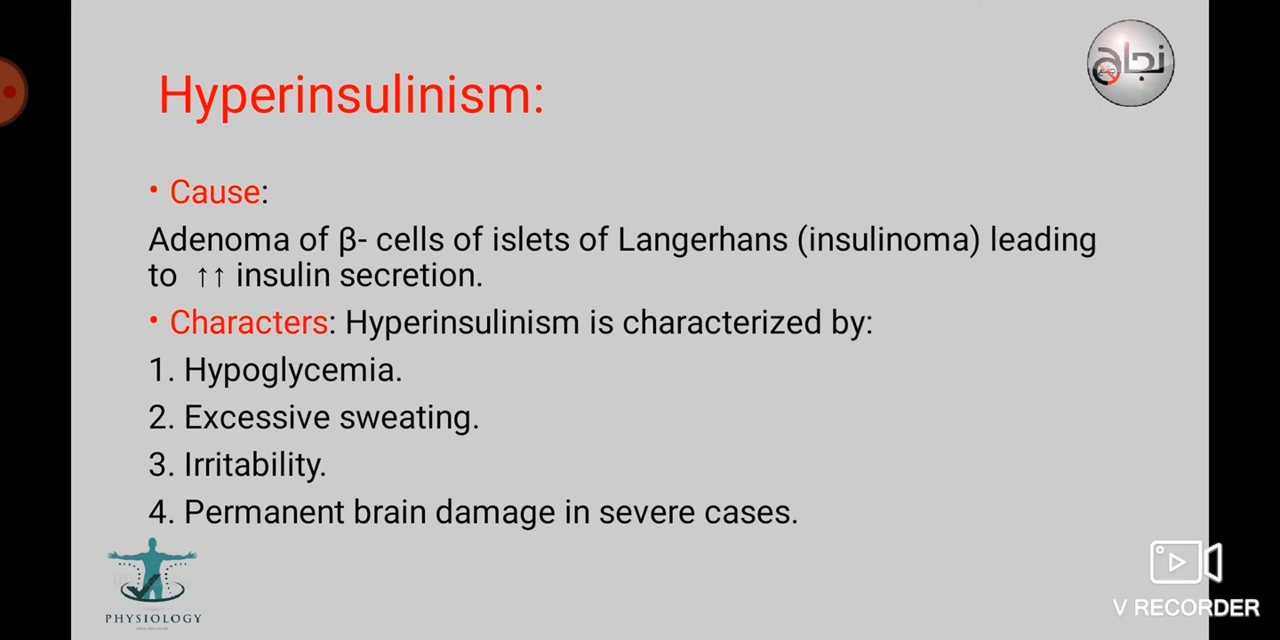 نجاح
Hyperinsulinism:
• Cause:
Adenoma of β- cells of islets of Langerhans (insulinoma) leading
to ↑↑ insulin secretion.
• Characters: Hyperinsulinism is characterized by:
1. Hypoglycemia.
2. Excessive sweating.
3. Irritability.
4. Permanent brain damage in severe cases.
PHYSIOLOGY
V RECORDER